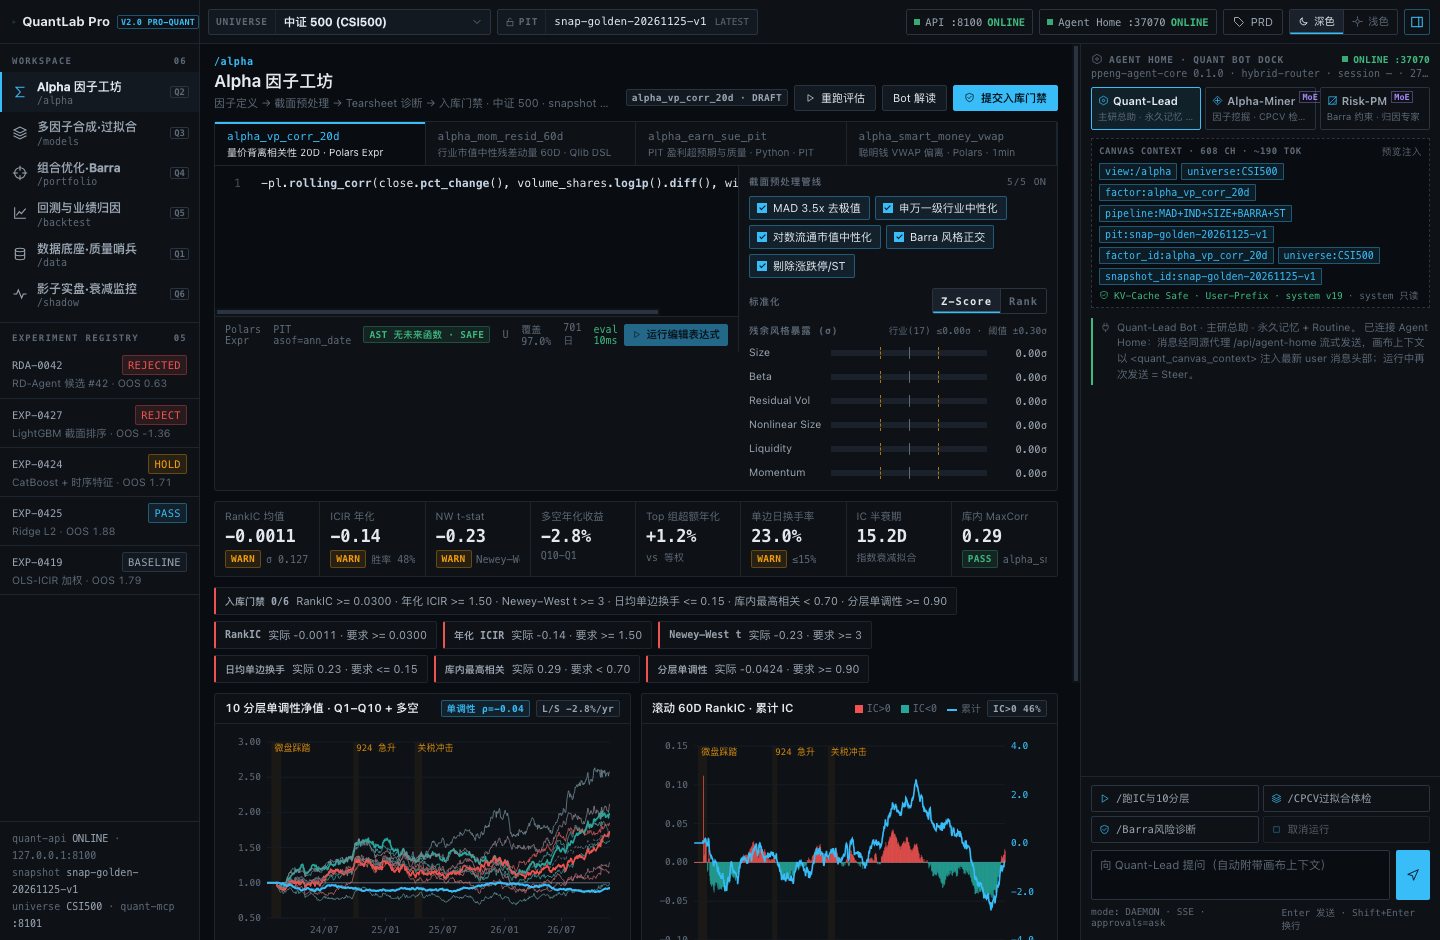 QuantLab Pro
V2.0 PRO-QUANT
UNIVERSE 中证 500 (CSI500)
PIT snap-golden-20261125-v1 LATEST
API :8100 ONLINE
Agent Home :37070 ONLINE
PRD
深色
浅色
WORKSPACE 06
Alpha 因子工坊
/alpha
Q2
多因子合成·过拟合
/models
Q3
组合优化·Barra
/portfolio
Q4
回测与业绩归因
/backtest
Q5
数据底座·质量哨兵
/data
Q1
影子实盘·衰减监控
/shadow
Q6
EXPERIMENT REGISTRY 05
RDA-0042 REJECTED
RD-Agent 候选 #42 · OOS 0.63
EXP-0427 REJECT
LightGBM 截面排序 · OOS -1.36
EXP-0424 HOLD
CatBoost + 时序特征 · OOS 1.71
EXP-0425 PASS
Ridge L2 · OOS 1.88
EXP-0419 BASELINE
OLS-ICIR 加权 · OOS 1.79
quant-api ONLINE ·
127.0.0.1:8100
snapshot snap-golden-
20261125-v1
universe CSI500 · quant-mcp
:8101
/alpha
Alpha 因子工坊
因子定义 → 截面预处理 → Tearsheet 诊断 → 入库门禁 · 中证 500 · snapshot ...
alpha_vp_corr_20d · DRAFT
重跑评估
Bot 解读
提交入库门禁
alpha_vp_corr_20d
量价背离相关性 20D · Polars Expr
alpha_mom_resid_60d
行业市值中性残差动量 60D · Qlib DSL
alpha_earn_sue_pit
PIT 盈利超预期与质量 · Python · PIT
alpha_smart_money_vwap
聪明钱 VWAP 偏离 · Polars · 1min
1 -pl.rolling_corr(close.pct_change(), volume_shares.log1p().diff(), wi
Polars Expr
PIT asof=ann_date
AST 无未来函数 · SAFE
U
覆盖 97.0%
701 日
eval 10ms
运行编辑表达式
截面预处理管线 5/5 ON
MAD 3.5x 去极值
申万一级行业中性化
对数流通市值中性化
Barra 风格正交
剔除涨跌停/ST
标准化 Z-Score Rank
残余风格暴露 (σ) 行业(17) ≤0.00σ · 阈值 ±0.30σ
Size 0.00σ
Beta 0.00σ
Residual Vol 0.00σ
Nonlinear Size 0.00σ
Liquidity 0.00σ
Momentum 0.00σ
RankIC 均值
-0.0011
WARN σ 0.127
ICIR 年化
-0.14
WARN 胜率 48%
NW t-stat
-0.23
WARN Newey-W
多空年化收益
-2.8%
Q10-Q1
Top 组超额年化
+1.2%
vs 等权
单边日换手率
23.0%
WARN ≤15%
IC 半衰期
15.2D
指数衰减拟合
库内 MaxCorr
0.29
PASS alpha_s
入库门禁 0/6 RankIC >= 0.0300 · 年化 ICIR >= 1.50 · Newey-West t >= 3 · 日均单边换手 <= 0.15 · 库内最高相关 < 0.70 · 分层单调性 >= 0.90
RankIC 实际 -0.0011 · 要求 >= 0.0300
年化 ICIR 实际 -0.14 · 要求 >= 1.50
Newey-West t 实际 -0.23 · 要求 >= 3
日均单边换手 实际 0.23 · 要求 <= 0.15
库内最高相关 实际 0.29 · 要求 < 0.70
分层单调性 实际 -0.0424 · 要求 >= 0.90
10 分层单调性净值 · Q1-Q10 + 多空
单调性 ρ=-0.04
L/S -2.8%/yr
3.00
2.50
2.00
1.50
1.00
0.50
微盘踩踏
924 急升
关税冲击
24/07
25/01
25/07
26/01
26/07
滚动 60D RankIC · 累计 IC
IC>0
IC<0
累计
IC>0 46%
0.15
0.10
0.05
0.00
-0.05
-0.10
微盘踩踏
924 急升
关税冲击
4.0
2.0
0.0
-2.0
-4.0
AGENT HOME · QUANT BOT DOCK
ONLINE :37070
ppeng-agent-core 0.1.0 · hybrid-router · session — · 27…
Quant-Lead
主研总助 · 永久记忆 ...
Alpha-Miner MoE
因子挖掘 · CPCV 检...
Risk-PM MoE
Barra 约束 · 归因专家
CANVAS CONTEXT · 608 CH · ~190 TOK 预览注入
view:/alpha
universe:CSI500
factor:alpha_vp_corr_20d
pipeline:MAD+IND+SIZE+BARRA+ST
pit:snap-golden-20261125-v1
factor_id:alpha_vp_corr_20d
universe:CSI500
snapshot_id:snap-golden-20261125-v1
KV-Cache Safe · User-Prefix · system v19 · system 只读
Quant-Lead Bot · 主研总助 · 永久记忆 + Routine。 已连接 Agent
Home：消息经同源代理 /api/agent-home 流式发送，画布上下文
以 <quant_canvas_context> 注入最新 user 消息头部；运行中再
次发送 = Steer。
/跑IC与10分层
/CPCV过拟合体检
/Barra风险诊断
取消运行
向 Quant-Lead 提问（自动附带画布上下文）
mode: DAEMON · SSE · approvals=ask
Enter 发送 · Shift+Enter 换行